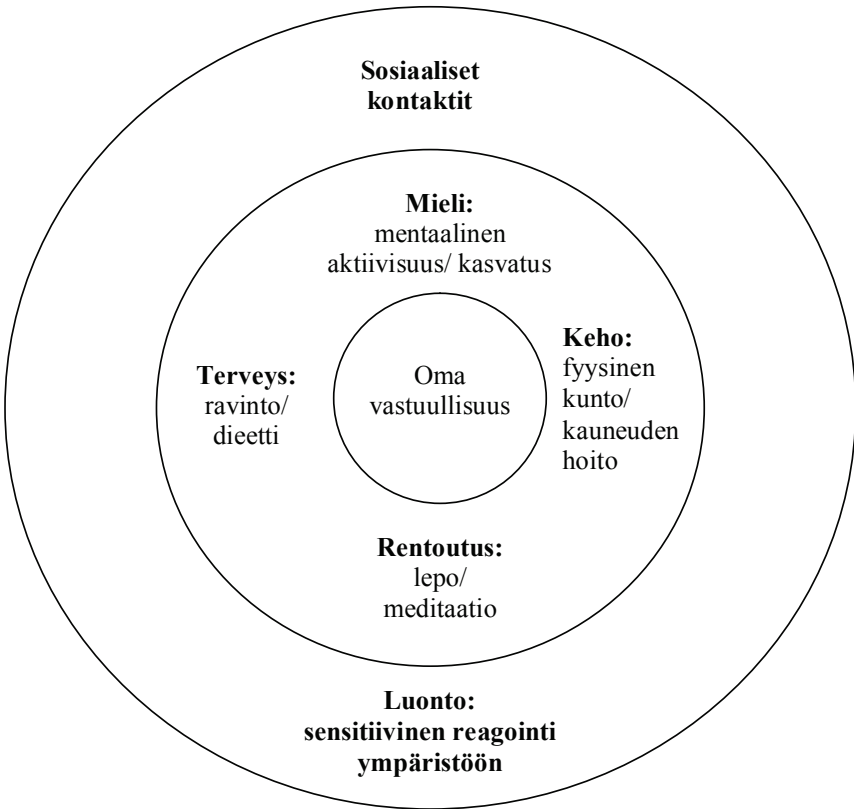 Sosiaaliset
kontaktit
Mieli:
mentaalinen
aktiivisuus/ kasvatus
Terveys:
ravinto/
dieetti
Oma
vastuullisuus
Keho:
fyysinen
kunto/
kauneuden
hoito
Rentoutus:
lepo/
meditaatio
Luonto:
sensitiivinen reagointi
ympäristöön